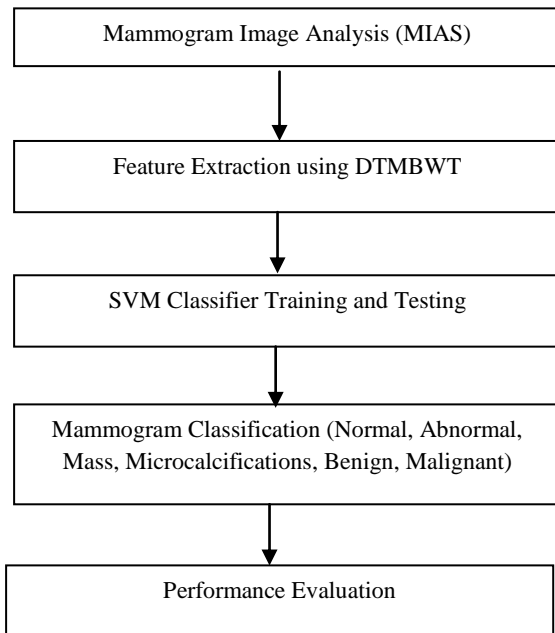 Mammogram Image Analysis (MIAS)
Feature Extraction using DTMBWT
SVM Classifier Training and Testing
Mammogram Classification (Normal, Abnormal,
Mass, Microcalcifications, Benign, Malignant)
Performance Evaluation